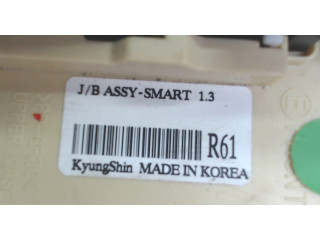 J/B ASSY-SMART 1.3
R61
KyungShin MADE IN KOREA